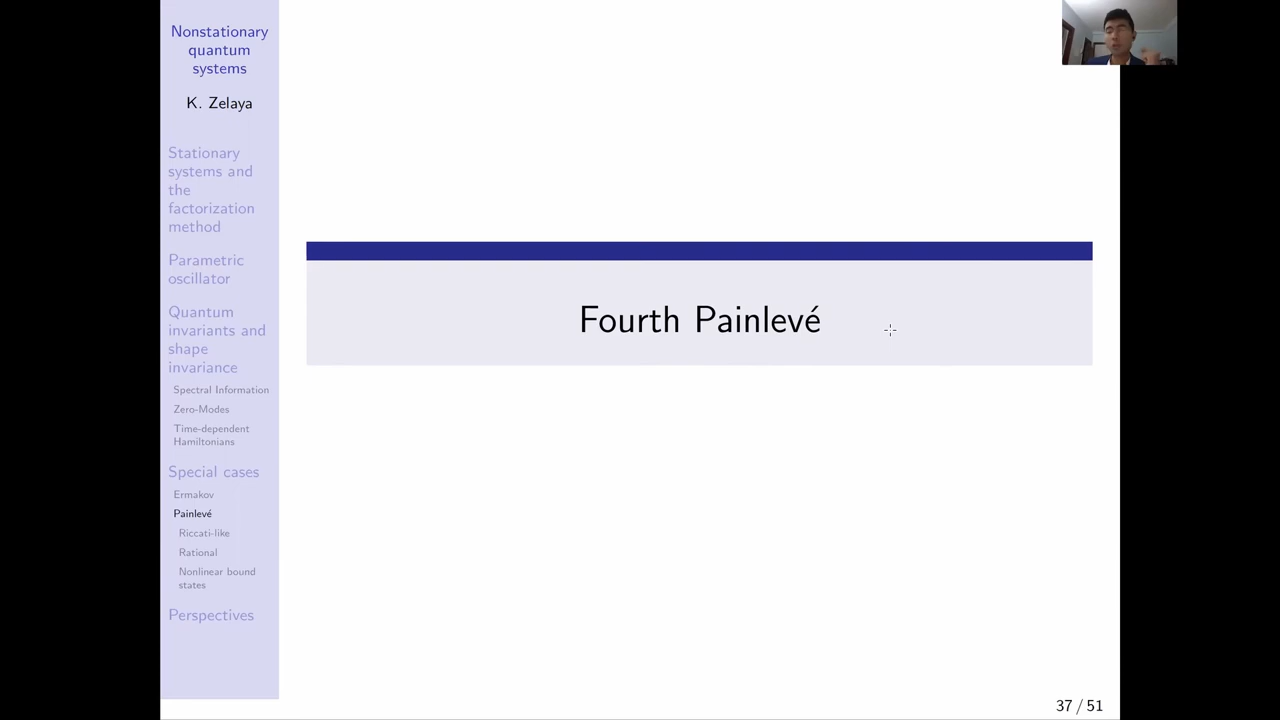 Nonstationary
quantum
systems
K. Zelaya
Stationary
systems and
the
factorization
method
Parametric
oscillator
Quantum
invariants and
shape
invariance
Spectral Information
Zero-Modes
Time-dependent
Hamiltonians
Special cases
Ermakov
Painlevé
Riccati-like
Rational
Nonlinear bound
states
Perspectives
Fourth Painlevé
37 / 51